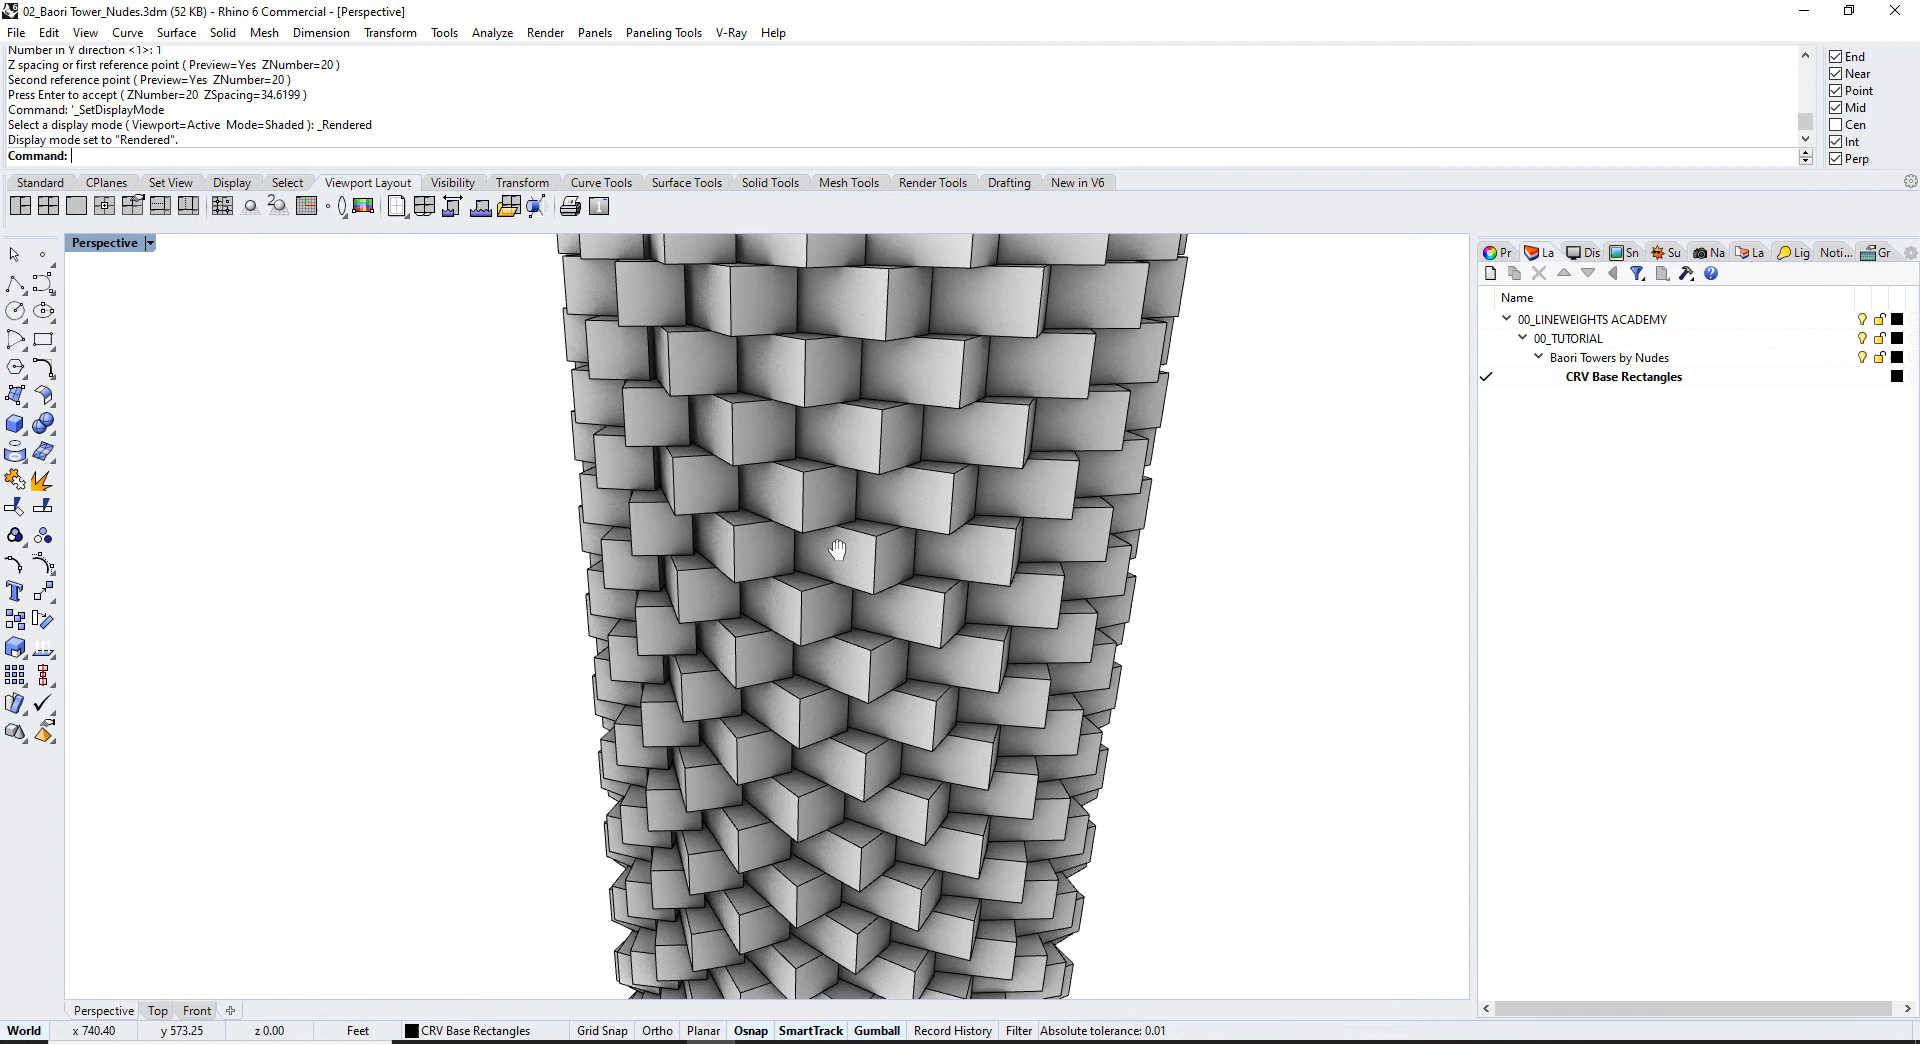 02_Baori Tower_Nudes.3dm (52 KB) - Rhino 6 Commercial - [Perspective]
File Edit View Curve Surface Solid Mesh Dimension Transform Tools Analyze Render Panels Paneling Tools V-Ray Help
Number in Y direction <1>: 1
Z spacing or first reference point ( Preview=Yes ZNumber=20 )
Second reference point ( Preview=Yes ZNumber=20 )
Press Enter to accept ( ZNumber=20 ZSpacing=34.6199 )
Command: '_SetDisplayMode
Select a display mode ( Viewport=Active Mode=Shaded ): _Rendered
Display mode set to "Rendered".
Command:
End
Near
Point
Mid
Cen
Int
Perp
Standard CPlanes Set View Display Select Viewport Layout Visibility Transform Curve Tools Surface Tools Solid Tools Mesh Tools Render Tools Drafting New in V6
Perspective
Pr La Dis Sn Su Na La Lig Noti... Gr
Name
00_LINEWEIGHTS ACADEMY
00_TUTORIAL
Baori Towers by Nudes
CRV Base Rectangles
Perspective Top Front
World x 740.40 y 573.25 z 0.00 Feet CRV Base Rectangles Grid Snap Ortho Planar Osnap SmartTrack Gumball Record History Filter Absolute tolerance: 0.01